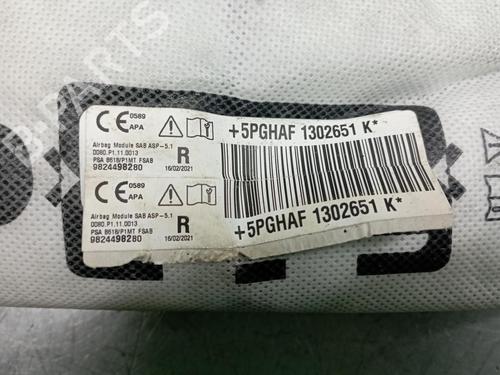 CE 0589
APA
Airbag Module SAB ASP-5.1
0080.P1.11.0013
PSA B618/P1MT FSAB
9824498280
R
16/02/2021
+5PGHAF 1302651 K*
CE 0589
APA
Airbag Module SAB ASP-5.1
0080.P1.11.0013
PSA B618/P1MT FSAB
9824498280
R
16/02/2021
+5PGHAF 1302651 K*